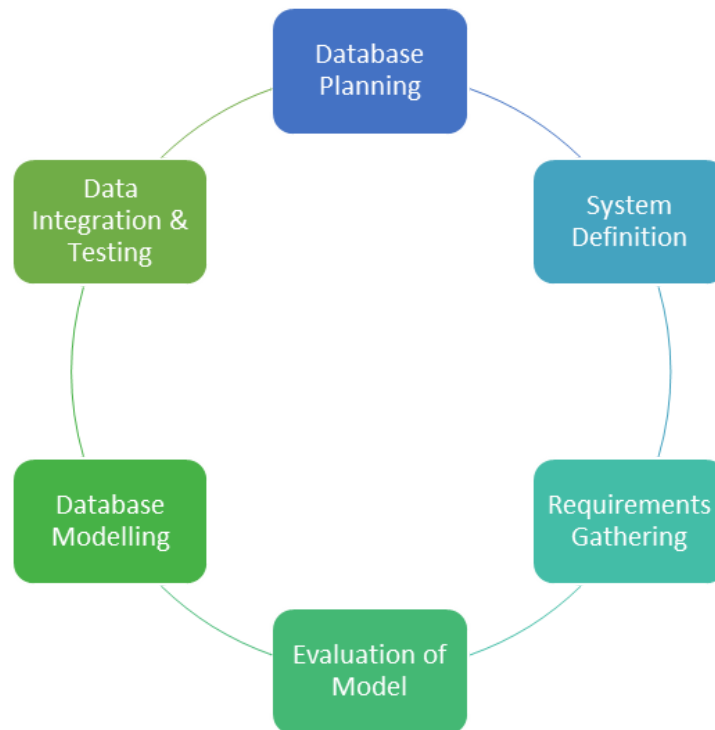 Database
Planning
System
Definition
Requirements
Gathering
Evaluation of
Model
Database
Modelling
Data
Integration &
Testing